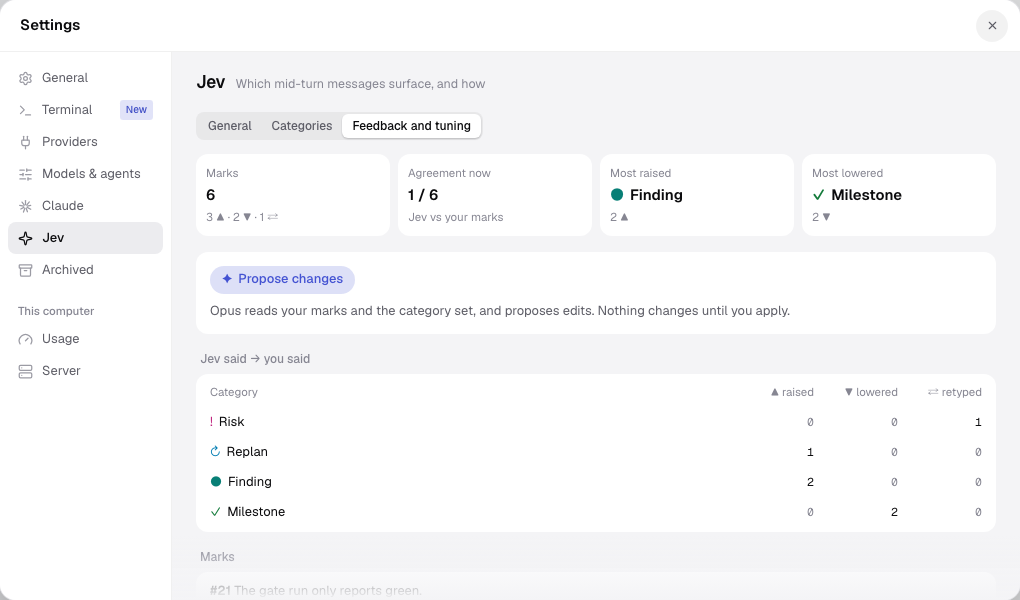 Settings
General
Terminal New
Providers
Models & agents
Claude
Jev
Archived
This computer
Usage
Server
Jev Which mid-turn messages surface, and how
General Categories Feedback and tuning
Marks
6
3 ▲ · 2 ▼ · 1 ⇄
Agreement now
1 / 6
Jev vs your marks
Most raised
Finding
2 ▲
Most lowered
✓ Milestone
2 ▼
✦ Propose changes
Opus reads your marks and the category set, and proposes edits. Nothing changes until you apply.
Jev said → you said
Category ▲ raised ▼ lowered ⇄ retyped
! Risk 0 0 1
Replan 1 0 0
Finding 2 0 0
✓ Milestone 0 2 0
Marks
#21 The gate run only reports green.